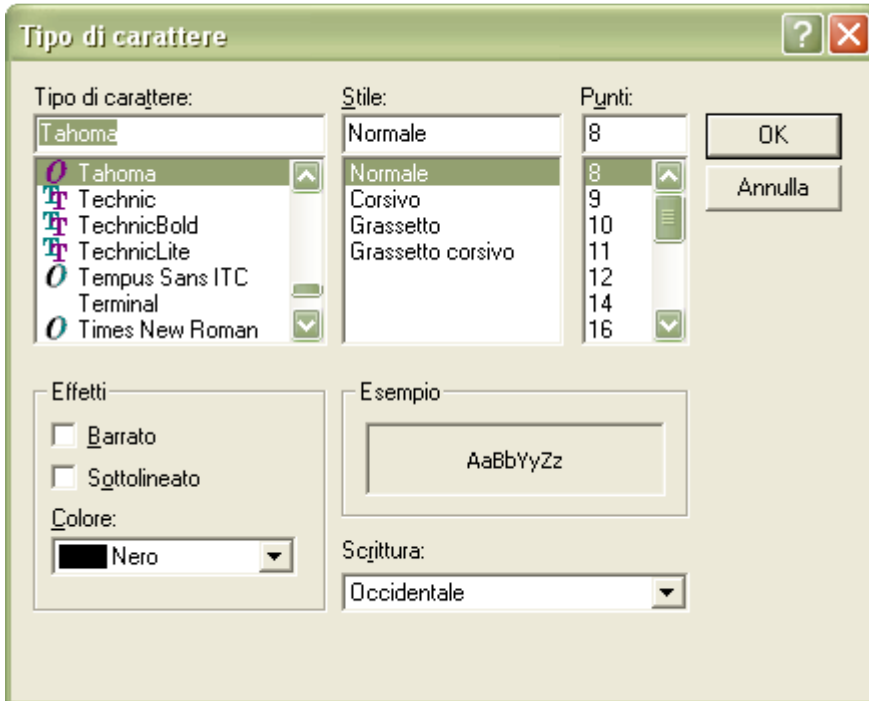 Tipo di carattere
Tipo di carattere:
Tahoma
Tahoma
Technic
TechnicBold
TechnicLite
Tempus Sans ITC
Terminal
Times New Roman
Stile:
Normale
Normale
Corsivo
Grassetto
Grassetto corsivo
Punti:
8
8
9
10
11
12
14
16
OK
Annulla
Effetti
Barrato
Sottolineato
Colore:
Nero
Esempio
AaBbYyZz
Scrittura:
Occidentale